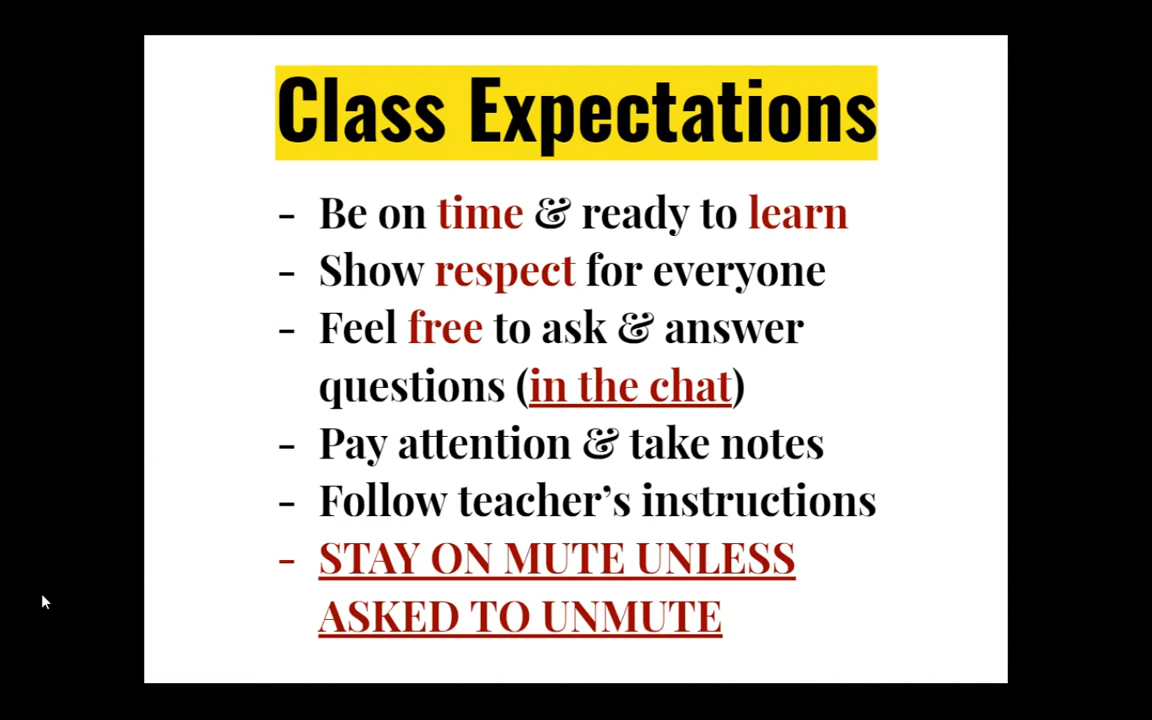 Class Expectations
- Be on time & ready to learn
- Show respect for everyone
- Feel free to ask & answer
questions (in the chat)
- Pay attention & take notes
- Follow teacher’s instructions
- STAY ON MUTE UNLESS
ASKED TO UNMUTE